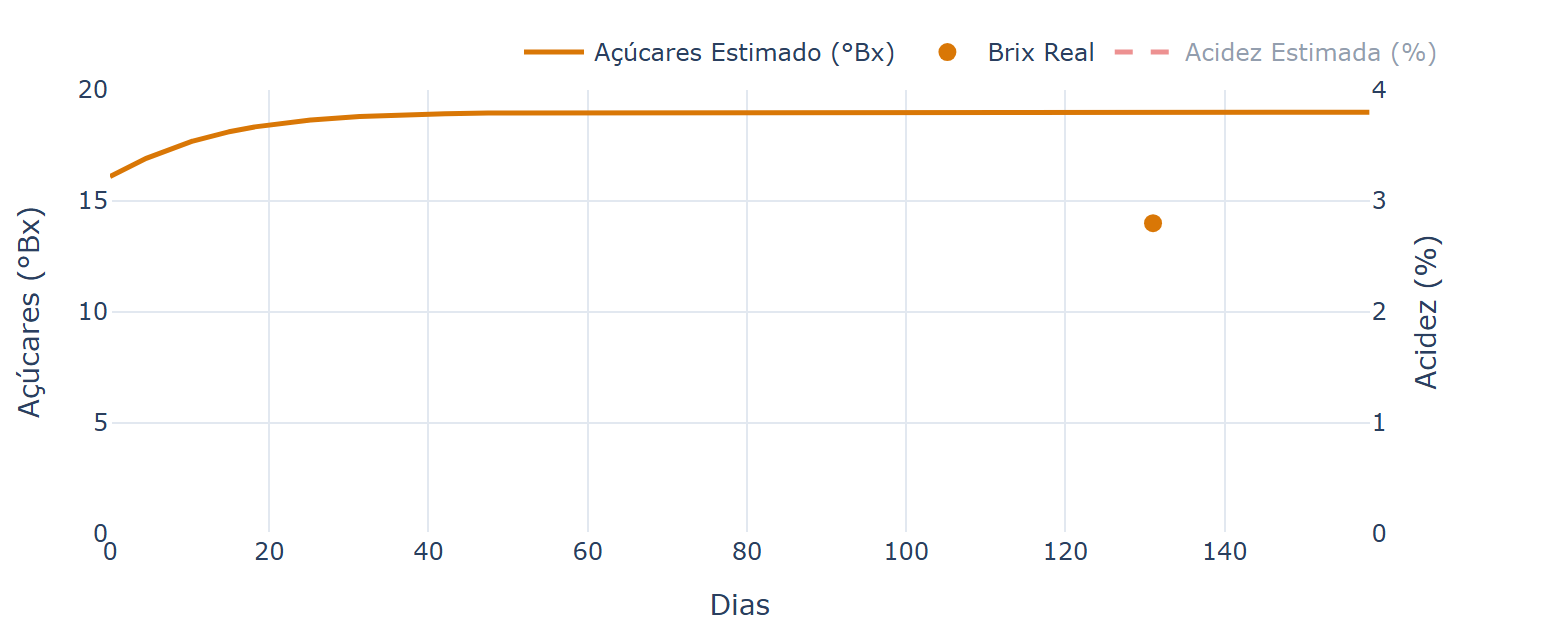 Açúcares Estimado (°Bx) Brix Real Acidez Estimada (%)
20 4
15 3
10 2
5 1
0 0
0 20 40 60 80 100 120 140
Açúcares (°Bx)
Acidez (%)
Dias